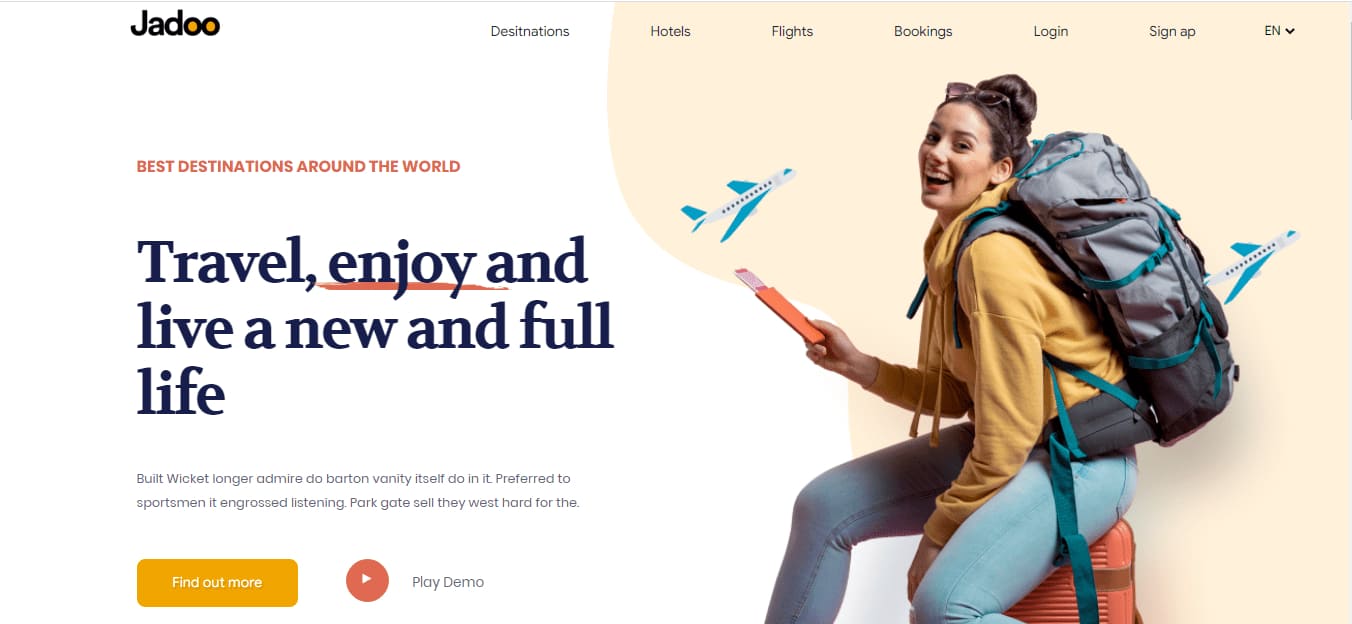 Jadoo
Desitnations
Hotels
Flights
Bookings
Login
Sign ap
EN
BEST DESTINATIONS AROUND THE WORLD
Travel, enjoy and
live a new and full
life
Built Wicket longer admire do barton vanity itself do in it. Preferred to
sportsmen it engrossed listening. Park gate sell they west hard for the.
Find out more
Play Demo